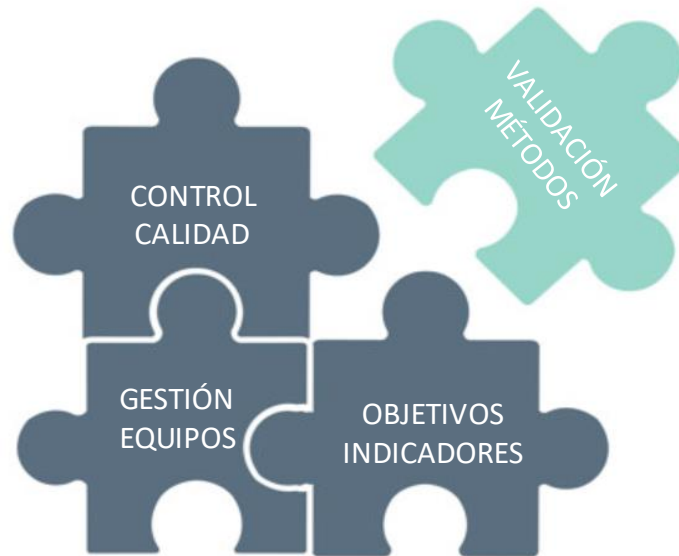 CONTROL
CALIDAD
VALIDACIÓN
MÉTODOS
GESTIÓN
EQUIPOS
OBJETIVOS
INDICADORES